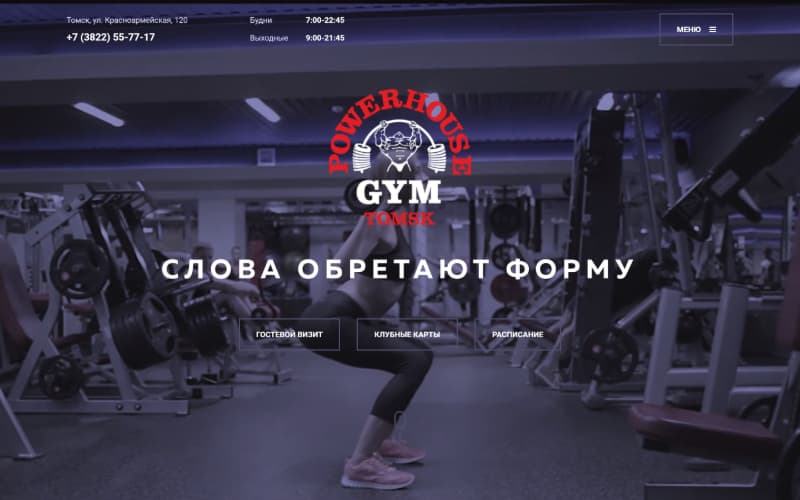 Томск, ул. Красноармейская, 120
+7 (3822) 55-77-17
Будни 7:00-22:45
Выходные 9:00-21:45
МЕНЮ
POWERHOUSE
GYM
TOMSK
СЛОВА ОБРЕТАЮТ ФОРМУ
ГОСТЕВОЙ ВИЗИТ
КЛУБНЫЕ КАРТЫ
РАСПИСАНИЕ